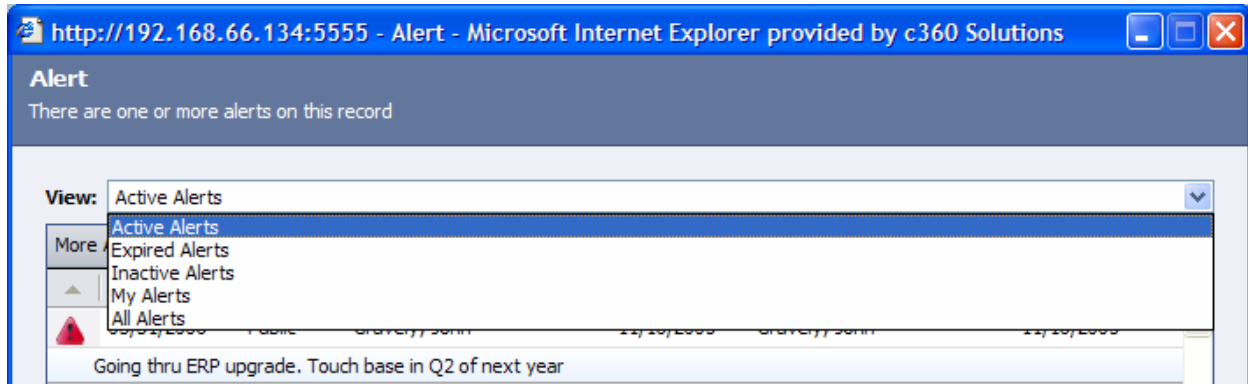 http://192.168.66.134:5555 - Alert - Microsoft Internet Explorer provided by c360 Solutions
Alert
There are one or more alerts on this record
View: Active Alerts
Active Alerts
More
Expired Alerts
Inactive Alerts
My Alerts
All Alerts
Going thru ERP upgrade. Touch base in Q2 of next year